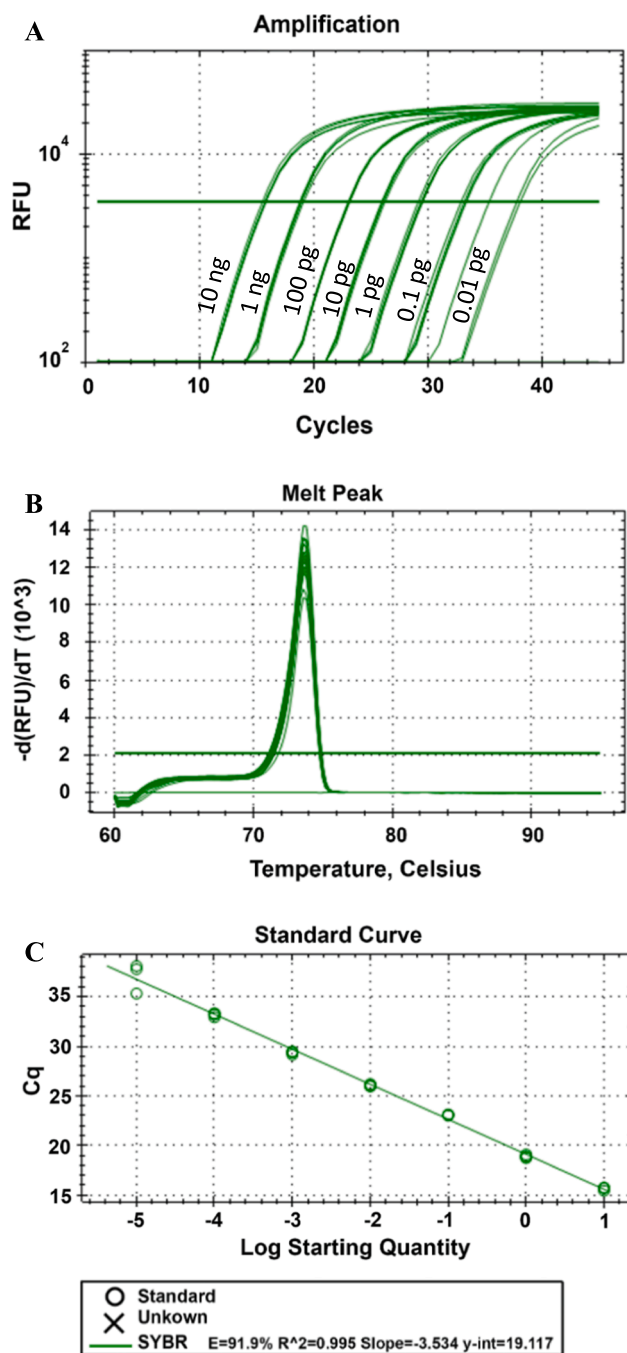 A
Amplification
RFU
10^4
10^2
10 ng
1 ng
100 pg
10 pg
1 pg
0.1 pg
0.01 pg
0 10 20 30 40
Cycles
B
Melt Peak
-d(RFU)/dT (10^3)
14
12
10
8
6
4
2
0
60 70 80 90
Temperature, Celsius
C
Standard Curve
Cq
35
30
25
20
15
-5 -4 -3 -2 -1 0 1
Log Starting Quantity
Standard
Unkown
SYBR E=91.9% R^2=0.995 Slope=-3.534 y-int=19.117